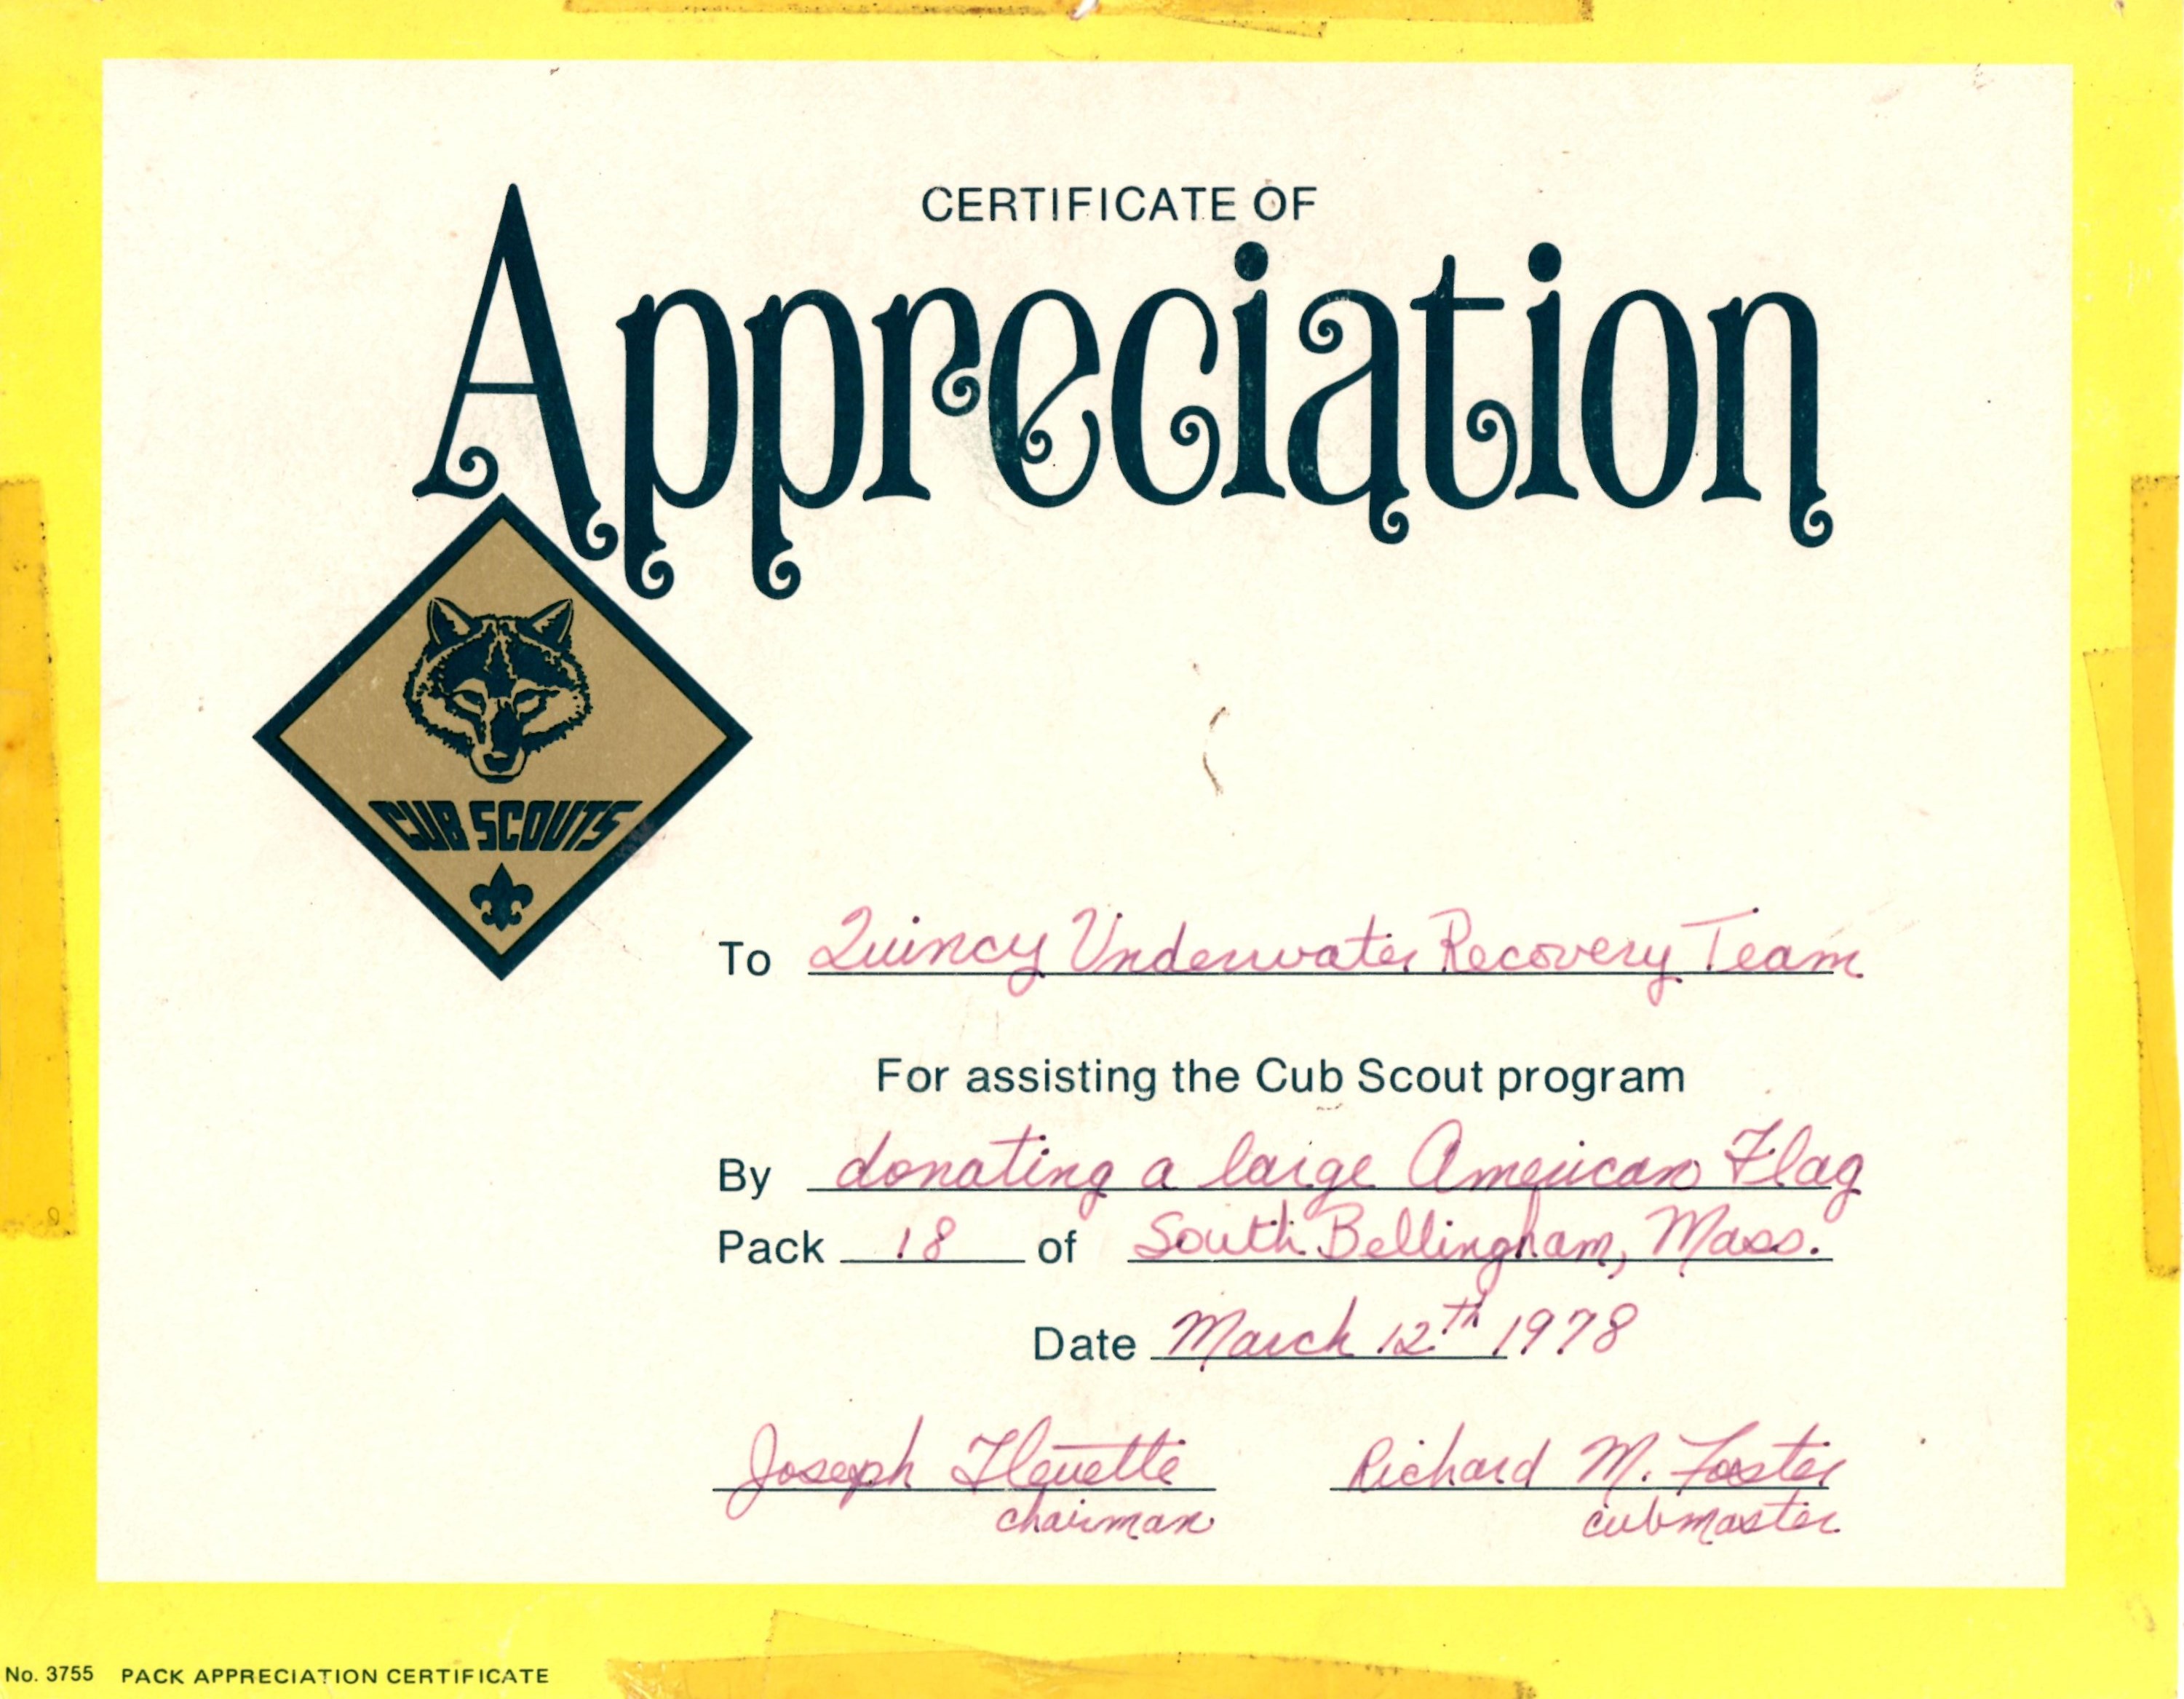 CERTIFICATE OF
Appreciation
CUB SCOUTS
To Quincy Underwater Recovery Team
For assisting the Cub Scout program
By donating a large American Flag
Pack 18 of South Bellingham, Mass.
Date March 12th 1978
Joseph Fleuette Richard M. Foster
chairman cubmaster
No. 3755 PACK APPRECIATION CERTIFICATE